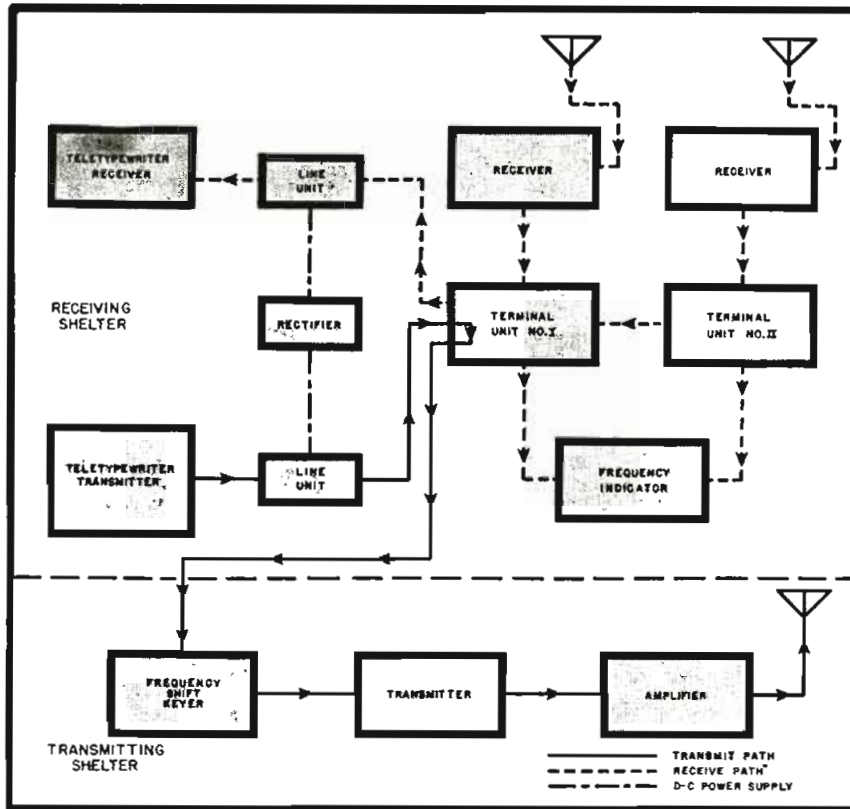 TELETYPEWRITER
RECEIVER
LINE
UNIT
RECEIVER
RECEIVER
RECEIVING
SHELTER
RECTIFIER
TERMINAL
UNIT NO.I
TERMINAL
UNIT NO.II
TELETYPEWRITER
TRANSMITTER
LINE
UNIT
FREQUENCY
INDICATOR
FREQUENCY
SHIFT
KEYER
TRANSMITTER
AMPLIFIER
TRANSMITTING
SHELTER
TRANSMIT PATH
RECEIVE PATH
D-C POWER SUPPLY